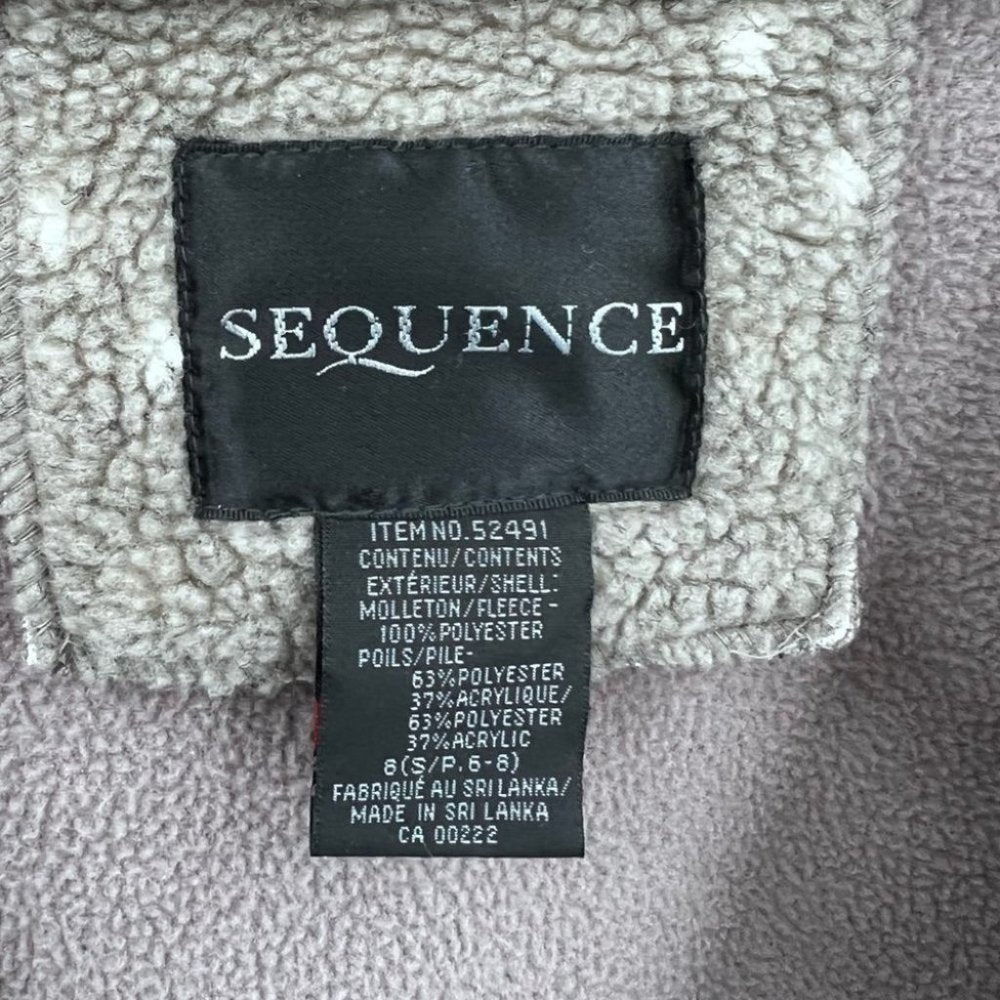 SEQUENCE
ITEM NO. 52491
CONTENU/CONTENTS
EXTÉRIEUR/SHELL:
MOLLETON/FLEECE-
100% POLYESTER
POILS/PILE-
63% POLYESTER
37% ACRYLIQUE/
63% POLYESTER
37% ACRYLIC
8(S/P.6-8)
FABRIQUÉ AU SRI LANKA/
MADE IN SRI LANKA
CA 00222